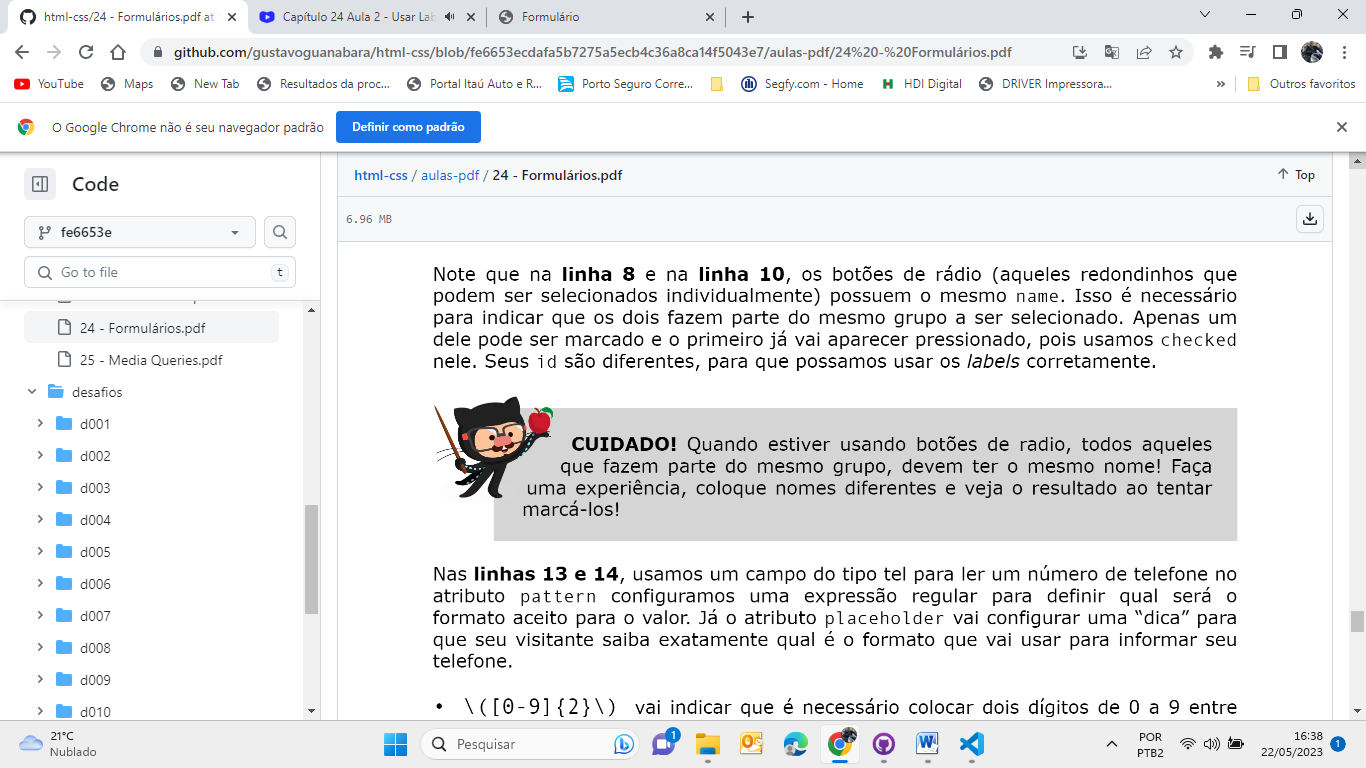 html-css/24 - Formulários.pdf at
Capítulo 24 Aula 2 - Usar Lab
Formulário
github.com/gustavoguanabara/html-css/blob/fe6653ecdafa5b7275a5ecb4c36a8ca14f5043e7/aulas-pdf/24%20-%20Formulários.pdf
YouTube
Maps
New Tab
Resultados da proc...
Portal Itaú Auto e R...
Porto Seguro Corre...
Segfy.com - Home
HDI Digital
DRIVER Impressora...
»
Outros favoritos
O Google Chrome não é seu navegador padrão
Definir como padrão
Code
fe6653e
Go to file
t
24 - Formulários.pdf
25 - Media Queries.pdf
desafios
d001
d002
d003
d004
d005
d006
d007
d008
d009
d010
html-css / aulas-pdf / 24 - Formulários.pdf
Top
6.96 MB
Note que na linha 8 e na linha 10, os botões de rádio (aqueles redondinhos que
podem ser selecionados individualmente) possuem o mesmo name. Isso é necessário
para indicar que os dois fazem parte do mesmo grupo a ser selecionado. Apenas um
dele pode ser marcado e o primeiro já vai aparecer pressionado, pois usamos checked
nele. Seus id são diferentes, para que possamos usar os labels corretamente.
CUIDADO! Quando estiver usando botões de radio, todos aqueles
que fazem parte do mesmo grupo, devem ter o mesmo nome! Faça
uma experiência, coloque nomes diferentes e veja o resultado ao tentar
marcá-los!
Nas linhas 13 e 14, usamos um campo do tipo tel para ler um número de telefone no
atributo pattern configuramos uma expressão regular para definir qual será o
formato aceito para o valor. Já o atributo placeholder vai configurar uma “dica” para
que seu visitante saiba exatamente qual é o formato que vai usar para informar seu
telefone.
• \([0-9]{2}\) vai indicar que é necessário colocar dois dígitos de 0 a 9 entre
21°C
Nublado
Pesquisar
1
POR
PTB2
16:38
22/05/2023
1